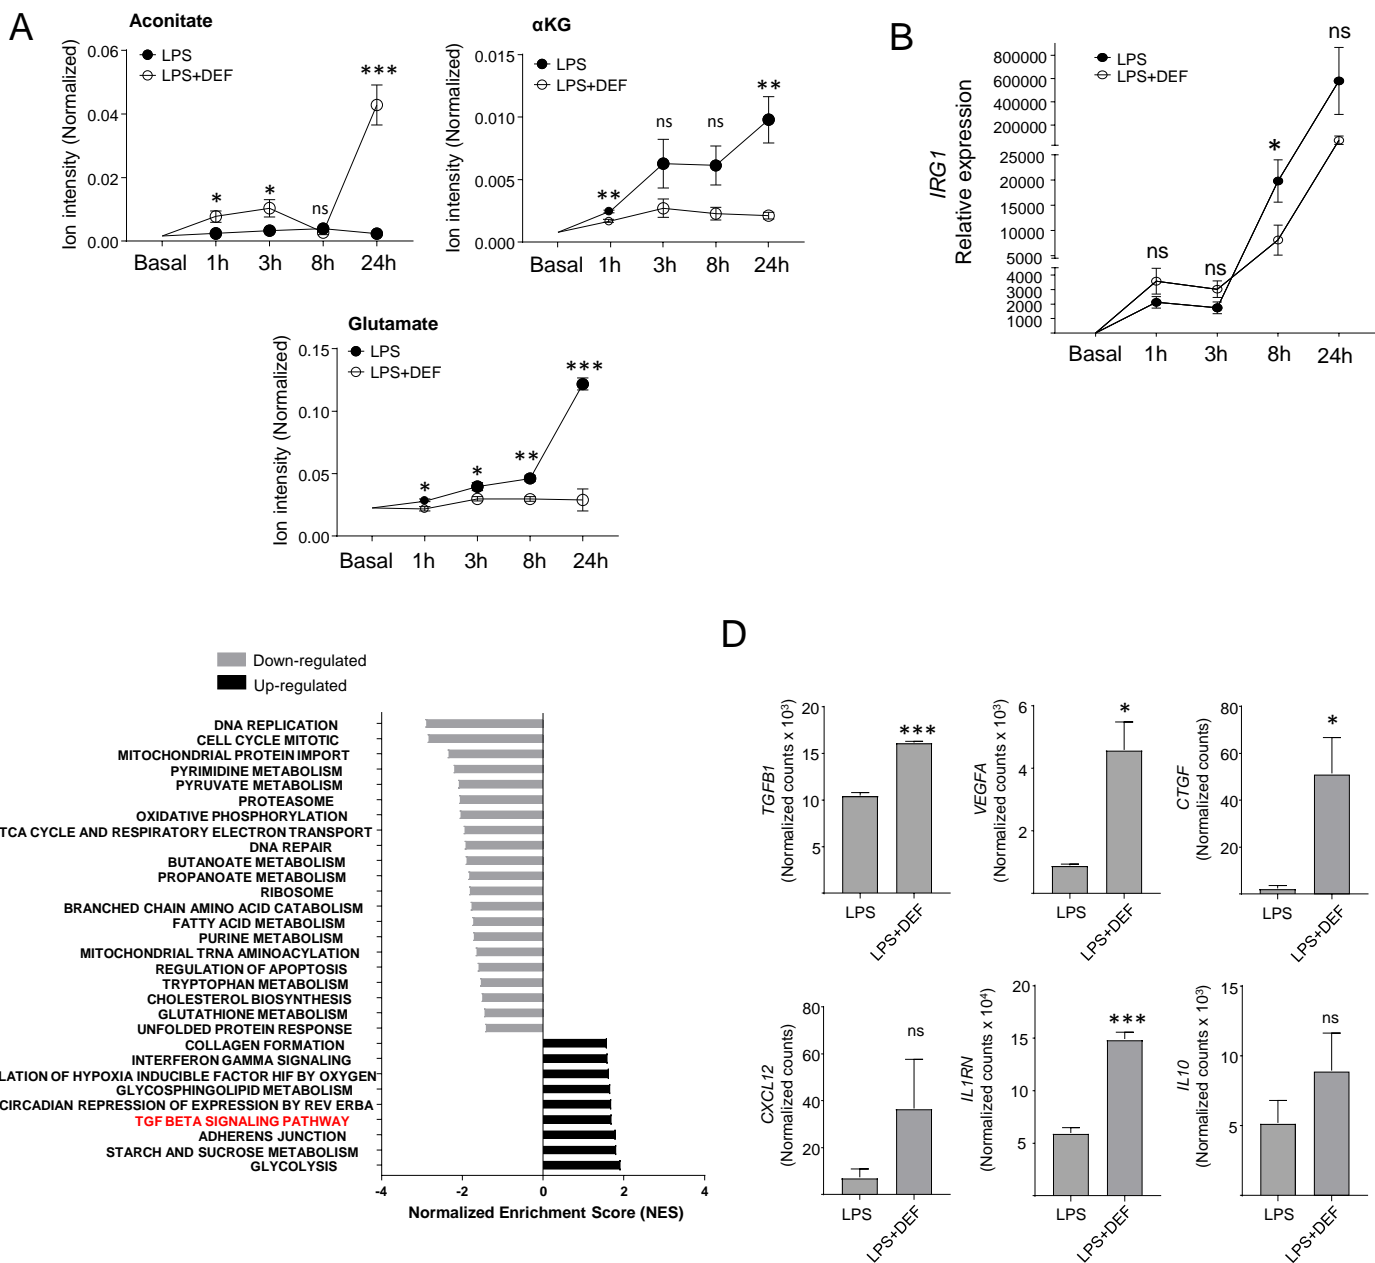 A
Aconitate
Ion intensity (Normalized)
0.06
0.04
0.02
0.00
LPS
LPS+DEF
*
*
ns
***
Basal 1h 3h 8h 24h
αKG
Ion intensity (Normalized)
0.015
0.010
0.005
0.000
LPS
LPS+DEF
**
ns
ns
**
Basal 1h 3h 8h 24h
Glutamate
Ion intensity (Normalized)
0.15
0.10
0.05
0.00
LPS
LPS+DEF
*
*
**
***
Basal 1h 3h 8h 24h
B
IRG1
Relative expression
800000
600000
400000
200000
25000
20000
15000
10000
5000
4000
3000
2000
1000
LPS
LPS+DEF
ns
ns
*
ns
Basal 1h 3h 8h 24h
Down-regulated
Up-regulated
DNA REPLICATION
CELL CYCLE MITOTIC
MITOCHONDRIAL PROTEIN IMPORT
PYRIMIDINE METABOLISM
PYRUVATE METABOLISM
PROTEASOME
OXIDATIVE PHOSPHORYLATION
TCA CYCLE AND RESPIRATORY ELECTRON TRANSPORT
DNA REPAIR
BUTANOATE METABOLISM
PROPANOATE METABOLISM
RIBOSOME
BRANCHED CHAIN AMINO ACID CATABOLISM
FATTY ACID METABOLISM
PURINE METABOLISM
MITOCHONDRIAL TRNA AMINOACYLATION
REGULATION OF APOPTOSIS
TRYPTOPHAN METABOLISM
CHOLESTEROL BIOSYNTHESIS
GLUTATHIONE METABOLISM
UNFOLDED PROTEIN RESPONSE
COLLAGEN FORMATION
INTERFERON GAMMA SIGNALING
LATION OF HYPOXIA INDUCIBLE FACTOR HIF BY OXYGEN
GLYCOSPHINGOLIPID METABOLISM
CIRCADIAN REPRESSION OF EXPRESSION BY REV ERBA
TGF BETA SIGNALING PATHWAY
ADHERENS JUNCTION
STARCH AND SUCROSE METABOLISM
GLYCOLYSIS
-4 -2 0 2 4
Normalized Enrichment Score (NES)
D
TGFB1
(Normalized counts x 10³)
20
15
10
5
***
LPS
LPS+DEF
VEGFA
(Normalized counts x 10³)
6
4
2
*
LPS
LPS+DEF
CTGF
(Normalized counts)
80
60
40
20
*
LPS
LPS+DEF
CXCL12
(Normalized counts)
80
60
40
20
ns
LPS
LPS+DEF
IL1RN
(Normalized counts x 10⁴)
20
15
10
5
***
LPS
LPS+DEF
IL10
(Normalized counts x 10³)
15
10
5
ns
LPS
LPS+DEF